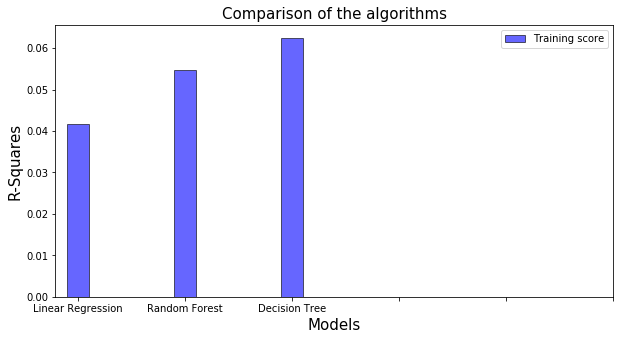 Comparison of the algorithms
Training score
R-Squares
0.06
0.05
0.04
0.03
0.02
0.01
0.00
Linear Regression Random Forest Decision Tree
Models